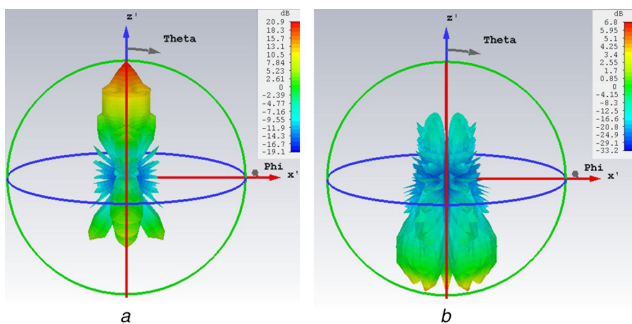 z'
Theta
Phi
x'
dB
20.9
18.3
15.7
13.1
10.5
7.84
5.23
2.61
0
-2.39
-4.77
-7.16
-9.55
-11.9
-14.3
-16.7
-19.1
a
z'
Theta
Phi
x'
dB
6.8
5.95
5.1
4.25
3.4
2.55
1.7
0.85
0
-4.15
-8.3
-12.5
-16.6
-20.8
-24.9
-29.1
-33.2
b